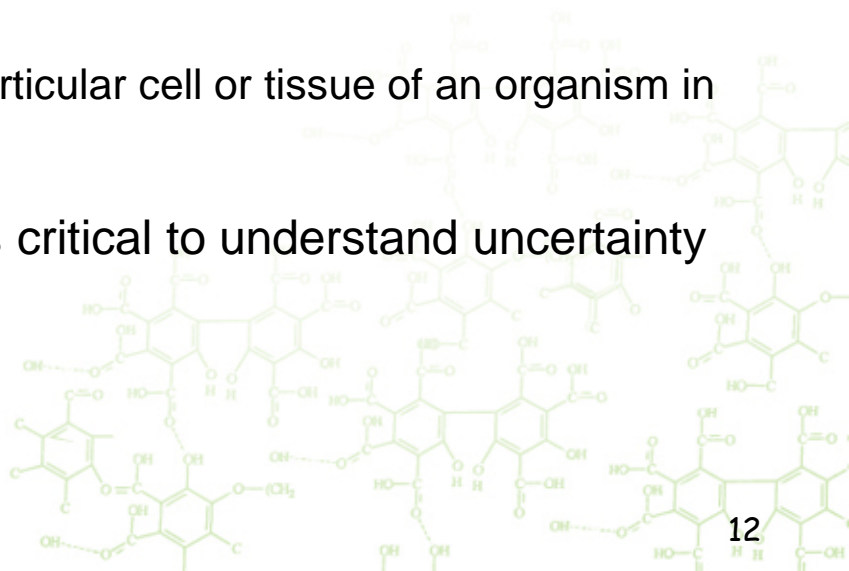 rticular cell or tissue of an organism in
critical to understand uncertainty
12